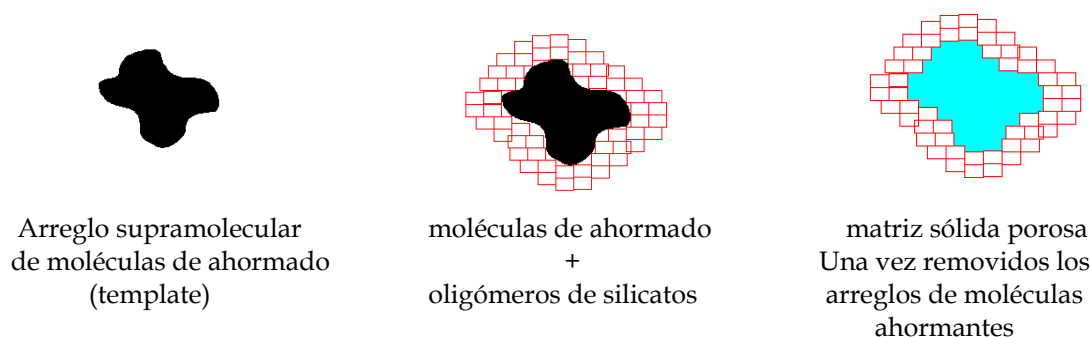 Arreglo supramolecular
de moléculas de ahormado
(template)
moléculas de ahormado
+
oligómeros de silicatos
matriz sólida porosa
Una vez removidos los
arreglos de moléculas
ahormantes